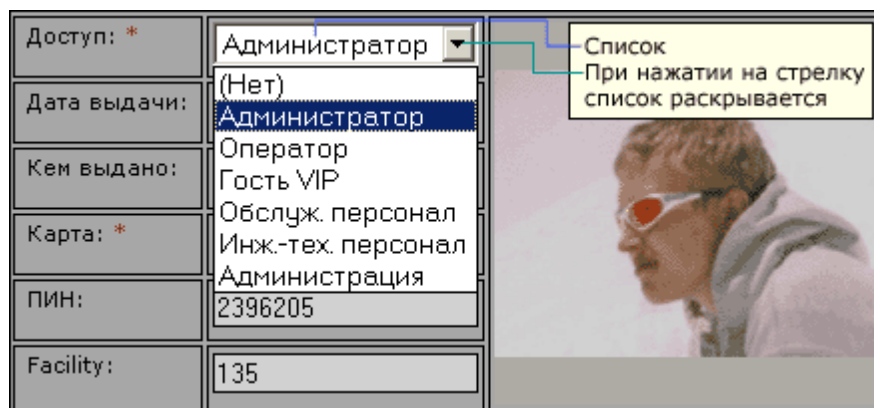 Доступ: *
Администратор
Список
При нажатии на стрелку
список раскрывается
(Нет)
Администратор
Оператор
Гость VIP
Обслуж. персонал
Инж.-тех. персонал
Администрация
Дата выдачи:
Кем выдано:
Карта: *
ПИН:
2396205
Facility:
135